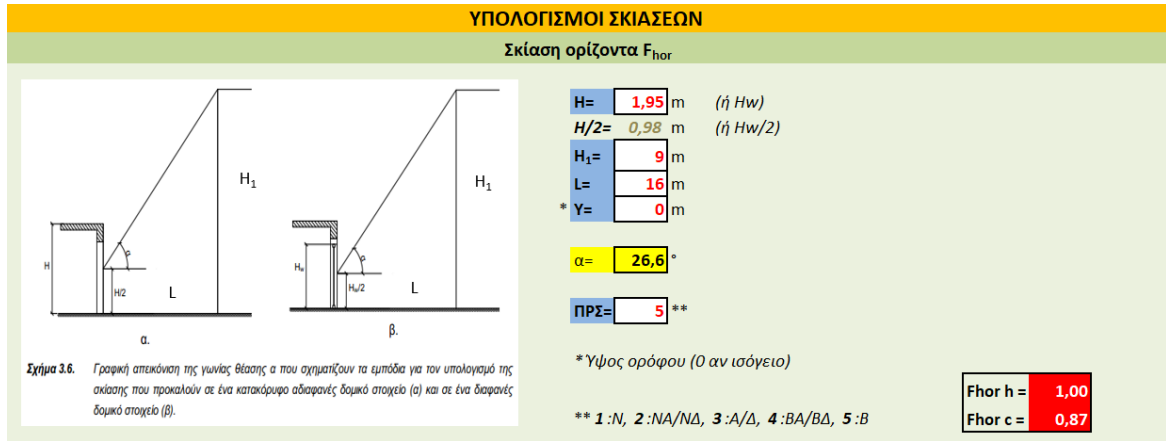 ΥΠΟΛΟΓΙΣΜΟΙ ΣΚΙΑΣΕΩΝ
Σκίαση ορίζοντα Fhor
H
H/2
α
L
H1
α.
Hw
Hw/2
α
L
H1
β.
Σχήμα 3.6. Γραφική απεικόνιση της γωνίας θέασης α που σχηματίζουν τα εμπόδια για τον υπολογισμό της
σκίασης που προκαλούν σε ένα κατακόρυφο αδιαφανές δομικό στοιχείο (α) και σε ένα διαφανές
δομικό στοιχείο (β).
H= 1,95 m (ή Hw)
H/2= 0,98 m (ή Hw/2)
H1= 9 m
L= 16 m
* Y= 0 m
α= 26,6 °
ΠΡΣ= 5 **
* Ύψος ορόφου (0 αν ισόγειο)
** 1 :Ν, 2 :ΝΑ/ΝΔ, 3 :Α/Δ, 4 :ΒΑ/ΒΔ, 5 :Β
Fhor h = 1,00
Fhor c = 0,87